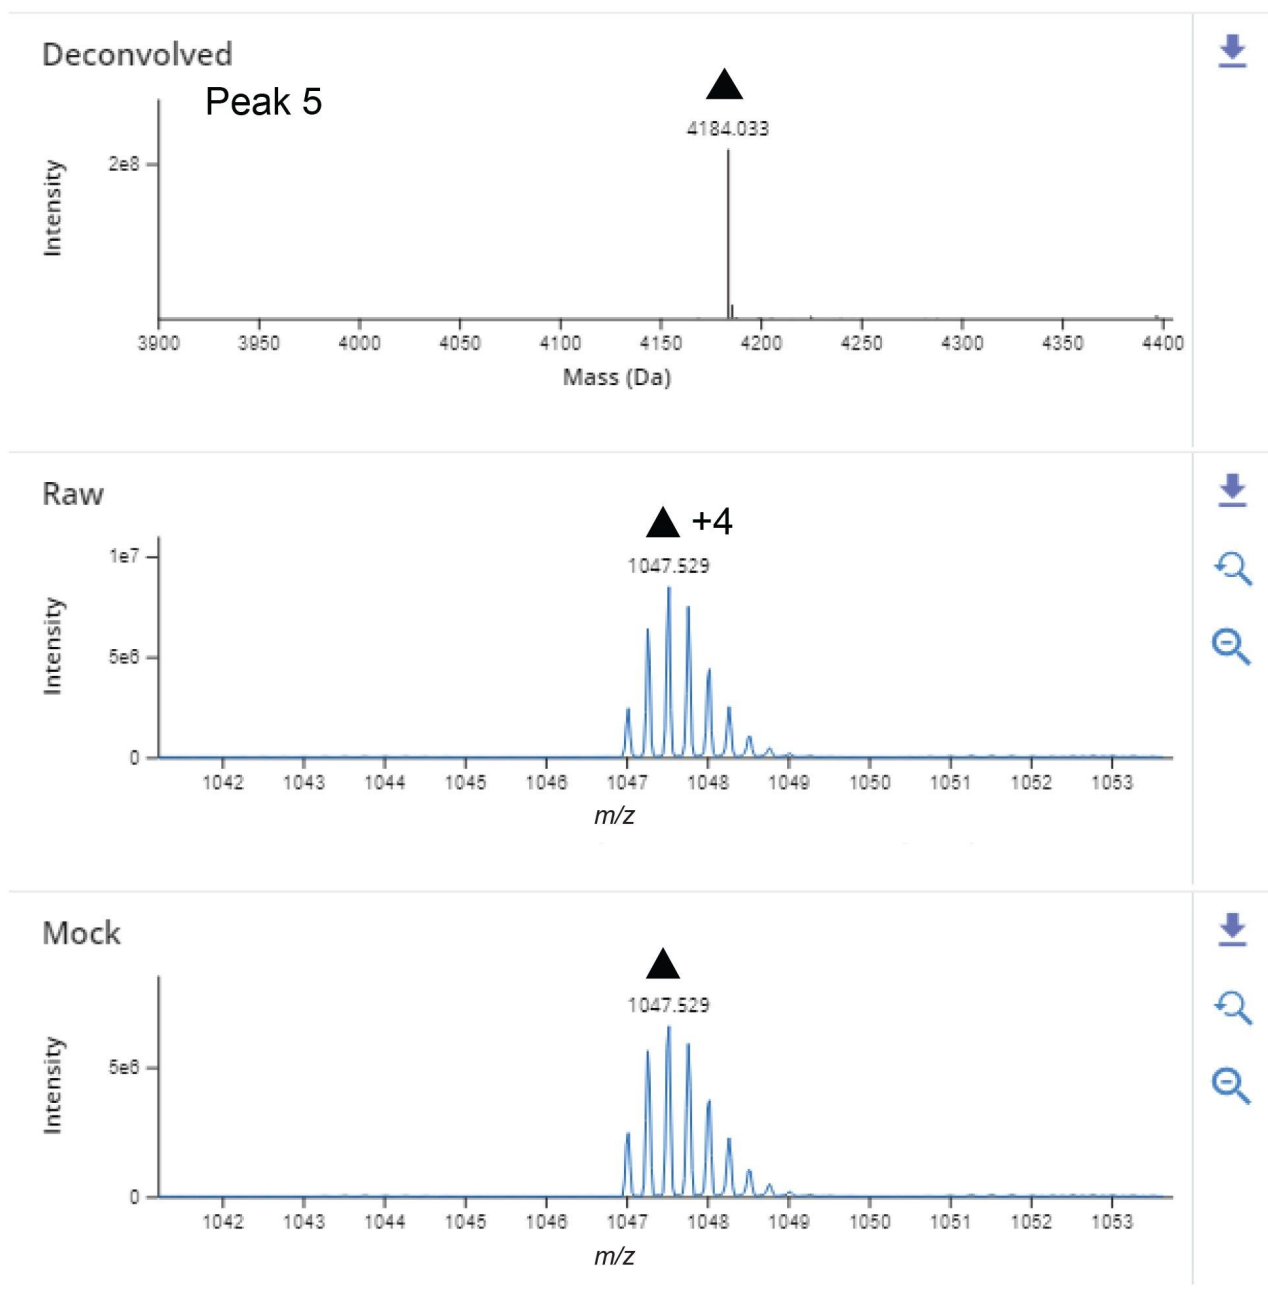 Deconvolved
Peak 5
4184.033
2e8
Intensity
3900 3950 4000 4050 4100 4150 4200 4250 4300 4350 4400
Mass (Da)
Raw
+4
1047.529
1e7
5e6
0
Intensity
1042 1043 1044 1045 1046 1047 1048 1049 1050 1051 1052 1053
m/z
Mock
1047.529
5e6
0
Intensity
1042 1043 1044 1045 1046 1047 1048 1049 1050 1051 1052 1053
m/z